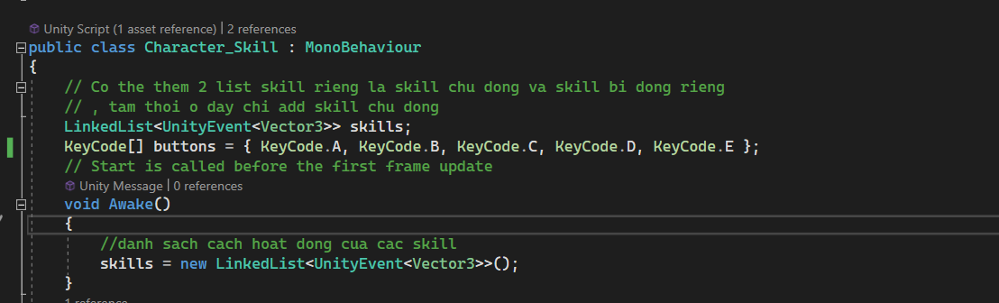 Unity Script (1 asset reference) | 2 references
public class Character_Skill : MonoBehaviour
{
// Co the them 2 list skill rieng la skill chu dong va skill bi dong rieng
// , tam thoi o day chi add skill chu dong
LinkedList<UnityEvent<Vector3>> skills;
KeyCode[] buttons = { KeyCode.A, KeyCode.B, KeyCode.C, KeyCode.D, KeyCode.E };
// Start is called before the first frame update
Unity Message | 0 references
void Awake()
{
//danh sach cach hoat dong cua cac skill
skills = new LinkedList<UnityEvent<Vector3>>();
}
1 reference